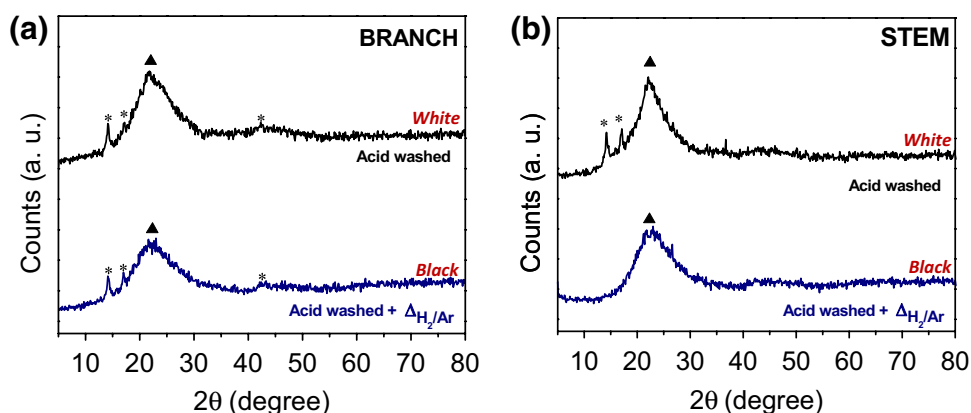 (a)
BRANCH
*
*
▲
*
White
Acid washed
*
*
▲
*
Black
Acid washed + Δ H₂/Ar
Counts (a. u.)
10 20 30 40 50 60 70 80
2θ (degree)
(b)
STEM
*
*
▲
White
Acid washed
▲
Black
Acid washed + Δ H₂/Ar
Counts (a. u.)
10 20 30 40 50 60 70 80
2θ (degree)